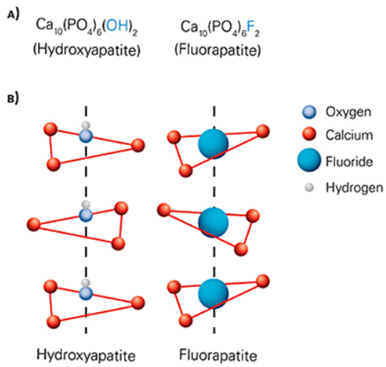 A)
Ca₁₀(PO₄)₆(OH)₂
(Hydroxyapatite)
Ca₁₀(PO₄)₆F₂
(Fluorapatite)
B)
Oxygen
Calcium
Fluoride
Hydrogen
Hydroxyapatite
Fluorapatite